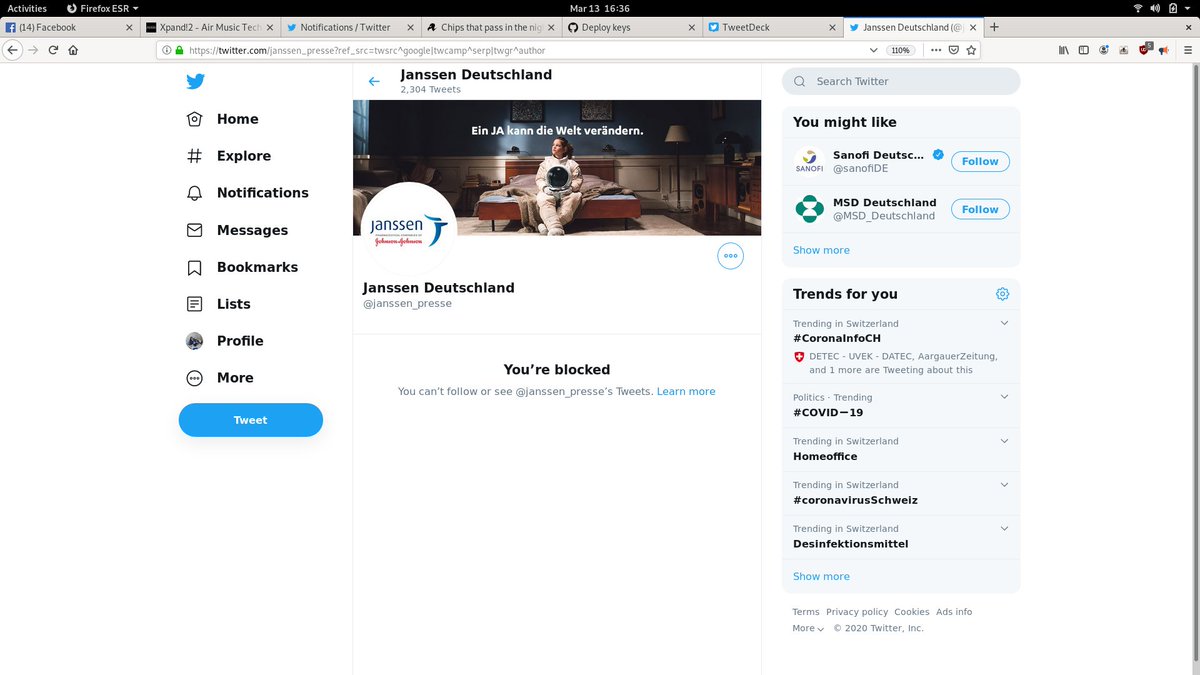 Activities Firefox ESR Mar 13 16:36
(14) Facebook Xpand!2 - Air Music Tech Notifications / Twitter Chips that pass in the nig Deploy keys TweetDeck Janssen Deutschland (@j
https://twitter.com/janssen_presse?ref_src=twsrc^google|twcamp^serp|twgr^author 110%
Home
Explore
Notifications
Messages
Bookmarks
Lists
Profile
More
Tweet
Janssen Deutschland
2,304 Tweets
Ein JA kann die Welt verändern.
janssen
PHARMACEUTICAL COMPANIES OF
Johnson & Johnson
Janssen Deutschland
@janssen_presse
You're blocked
You can't follow or see @janssen_presse's Tweets. Learn more
Search Twitter
You might like
SANOFI
Sanofi Deutsc...
@sanofiDE
Follow
MSD Deutschland
@MSD_Deutschland
Follow
Show more
Trends for you
Trending in Switzerland
#CoronaInfoCH
DETEC - UVEK - DATEC, AargauerZeitung,
and 1 more are Tweeting about this
Politics · Trending
#COVID−19
Trending in Switzerland
Homeoffice
Trending in Switzerland
#coronavirusSchweiz
Trending in Switzerland
Desinfektionsmittel
Show more
Terms Privacy policy Cookies Ads info
More © 2020 Twitter, Inc.